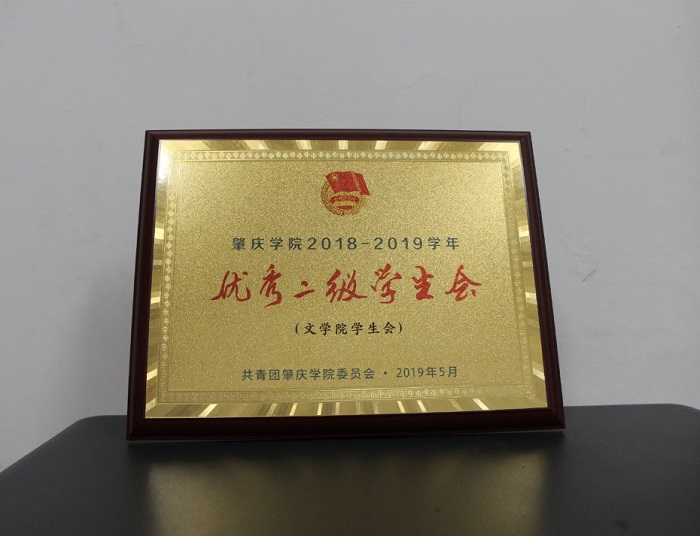 肇庆学院2018-2019学年
优秀二级学生会
(文学院学生会)
共青团肇庆学院委员会·2019年5月